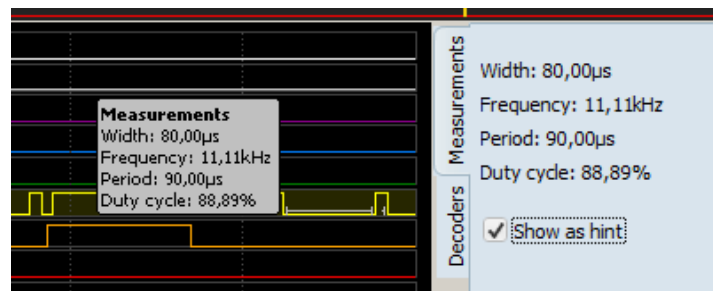 Measurements
Width: 80,00µs
Frequency: 11,11kHz
Period: 90,00µs
Duty cycle: 88,89%
Measurements
Decoders
Width: 80,00µs
Frequency: 11,11kHz
Period: 90,00µs
Duty cycle: 88,89%
Show as hint